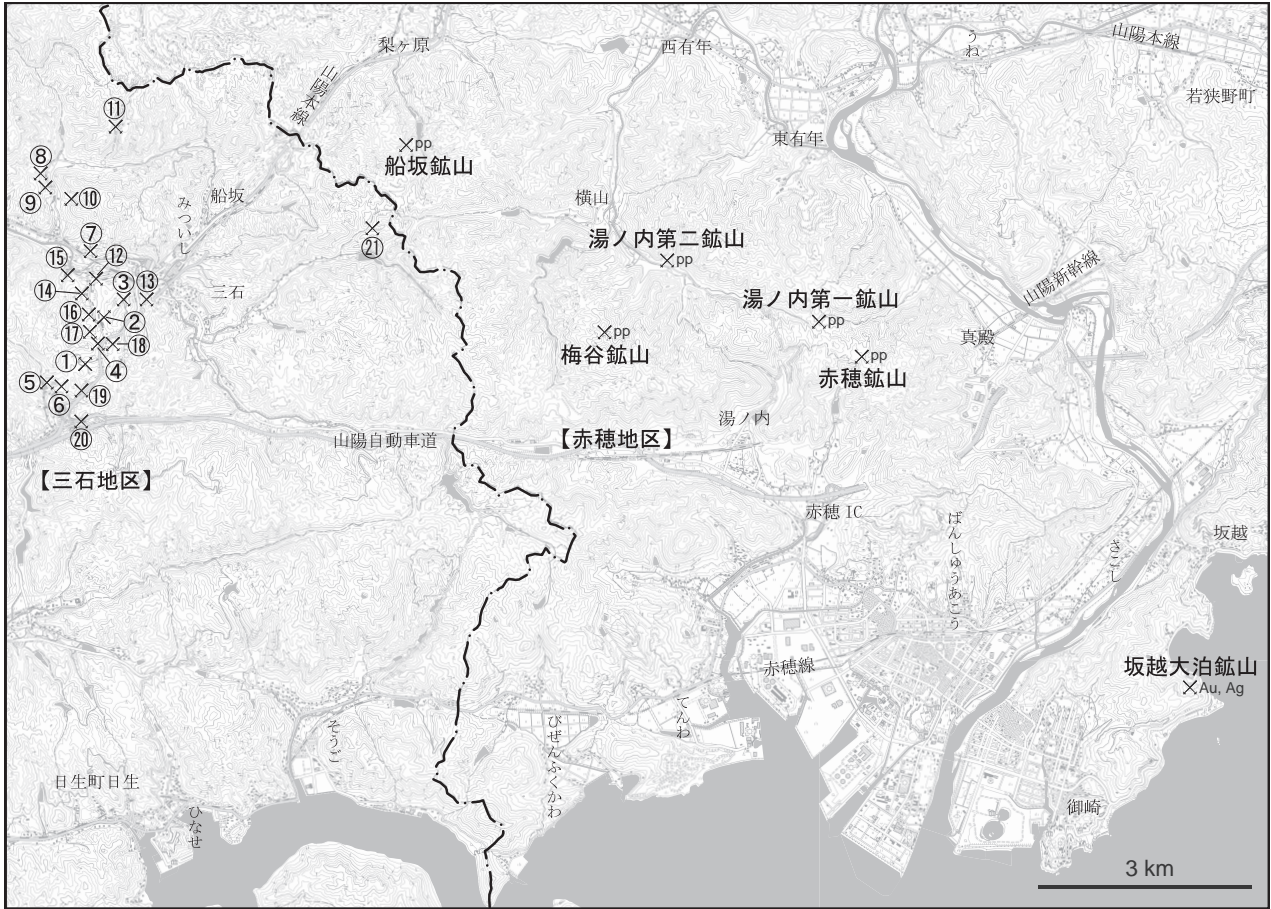 梨ヶ原
西有年
うね
山陽本線
山陽本線
若狭野町
⑪
東有年
pp
船坂鉱山
⑧
⑨
⑩
船坂
みついし
横山
⑦
⑫
⑮
㉑
湯ノ内第二鉱山
pp
⑭
③
⑬
三石
山陽新幹線
湯ノ内第一鉱山
pp
⑯
②
⑰
⑱
真殿
pp
梅谷鉱山
pp
赤穂鉱山
①
④
⑤
⑥
⑲
湯ノ内
⑳
山陽自動車道
【赤穂地区】
【三石地区】
赤穂 IC
ばんしゅうあこう
さこし
坂越
赤穂線
坂越大泊鉱山
Au, Ag
てんわ
びぜんふくかわ
そうご
日生町日生
ひなせ
御崎
3 km